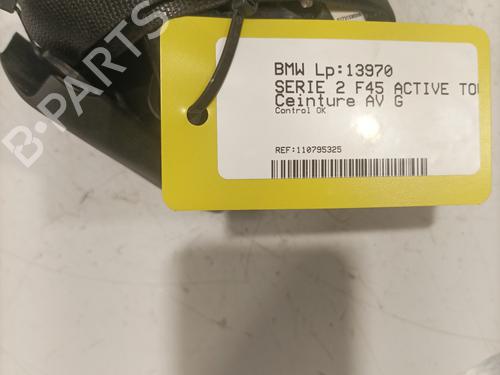 BMW Lp:13970
SERIE 2 F45 ACTIVE TOU
Ceinture AV G
Control OK
REF:110795325
B-PARTS